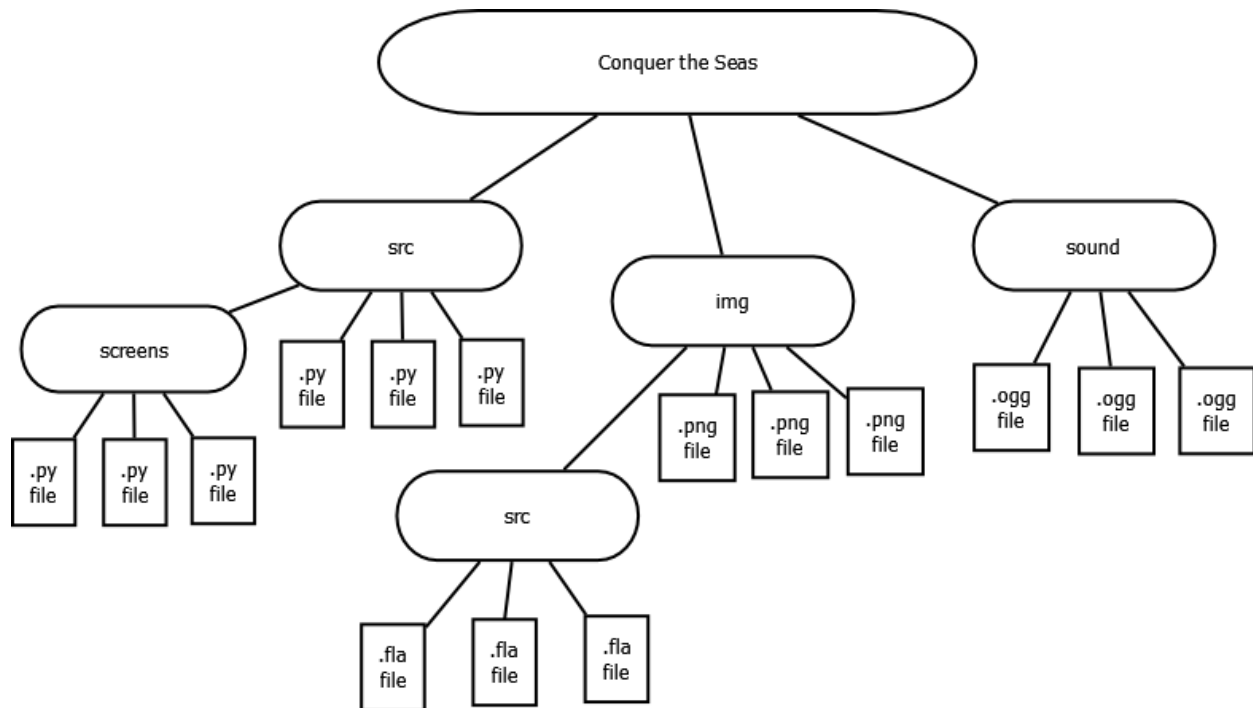 Conquer the Seas
src
sound
img
screens
.py
file
.py
file
.py
file
.ogg
file
.ogg
file
.ogg
file
.png
file
.png
file
.png
file
.py
file
.py
file
.py
file
src
.fla
file
.fla
file
.fla
file